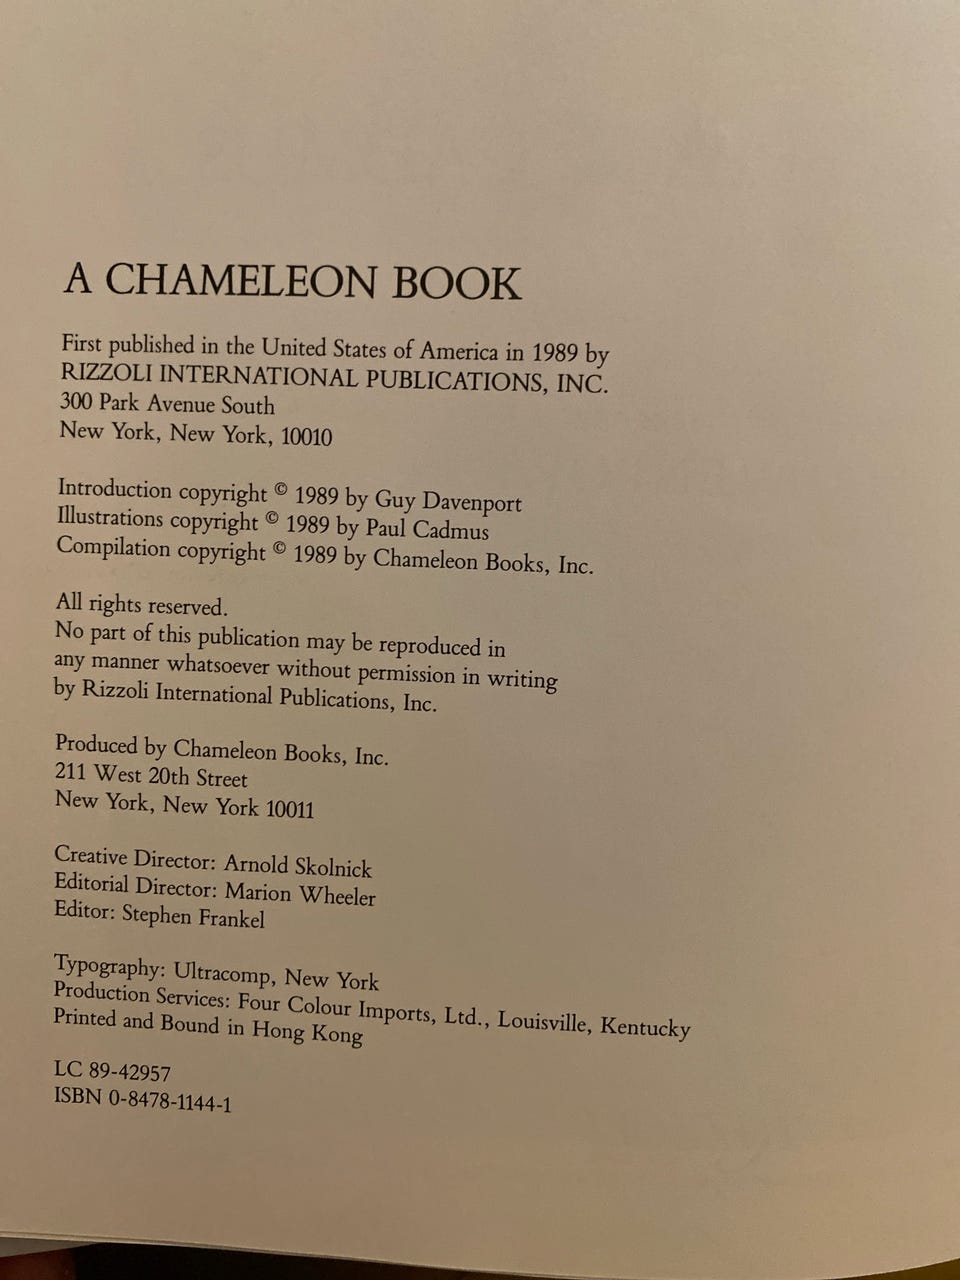 A CHAMELEON BOOK
First published in the United States of America in 1989 by
RIZZOLI INTERNATIONAL PUBLICATIONS, INC.
300 Park Avenue South
New York, New York, 10010
Introduction copyright © 1989 by Guy Davenport
Illustrations copyright © 1989 by Paul Cadmus
Compilation copyright © 1989 by Chameleon Books, Inc.
All rights reserved.
No part of this publication may be reproduced in
any manner whatsoever without permission in writing
by Rizzoli International Publications, Inc.
Produced by Chameleon Books, Inc.
211 West 20th Street
New York, New York 10011
Creative Director: Arnold Skolnick
Editorial Director: Marion Wheeler
Editor: Stephen Frankel
Typography: Ultracomp, New York
Production Services: Four Colour Imports, Ltd., Louisville, Kentucky
Printed and Bound in Hong Kong
LC 89-42957
ISBN 0-8478-1144-1